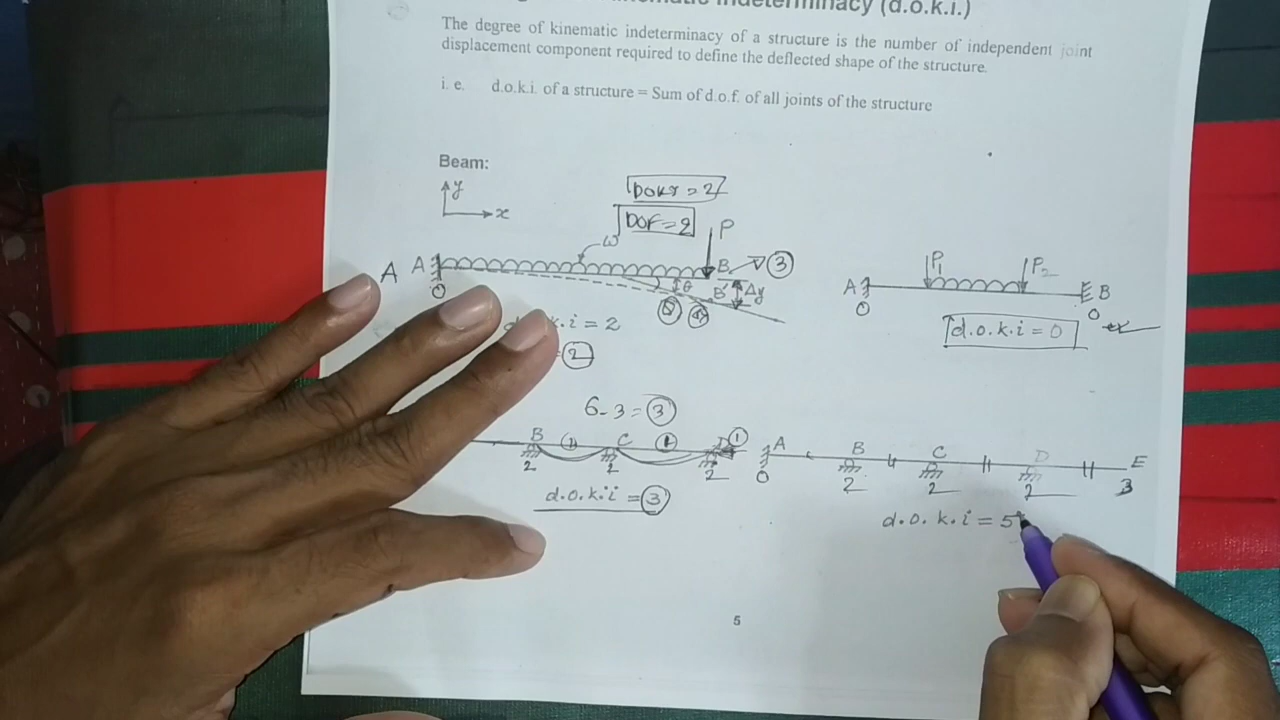 indeterminacy (d.o.k.i.)
The degree of kinematic indeterminacy of a structure is the number of independent joint
displacement component required to define the deflected shape of the structure.
i. e. d.o.k.i. of a structure = Sum of d.o.f. of all joints of the structure
Beam:
y
x
DOF = 2
ω
P
A A
B
3
B'
θ
Δy
0
k.i = 2
2
P1
P2
A
B
0
0
d.o.k.i = 0
6-3 = 3
B
1
C
1
D
1
2
2
2
d.o.k.i = 3
A
B
C
D
E
0
2
2
2
3
d.o.k.i = 5
5